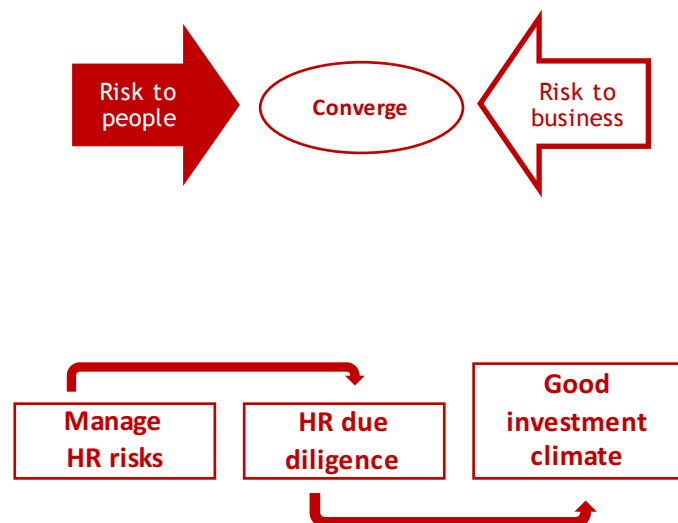 Risk to
people
Converge
Risk to
business
Manage
HR risks
HR due
diligence
Good
investment
climate